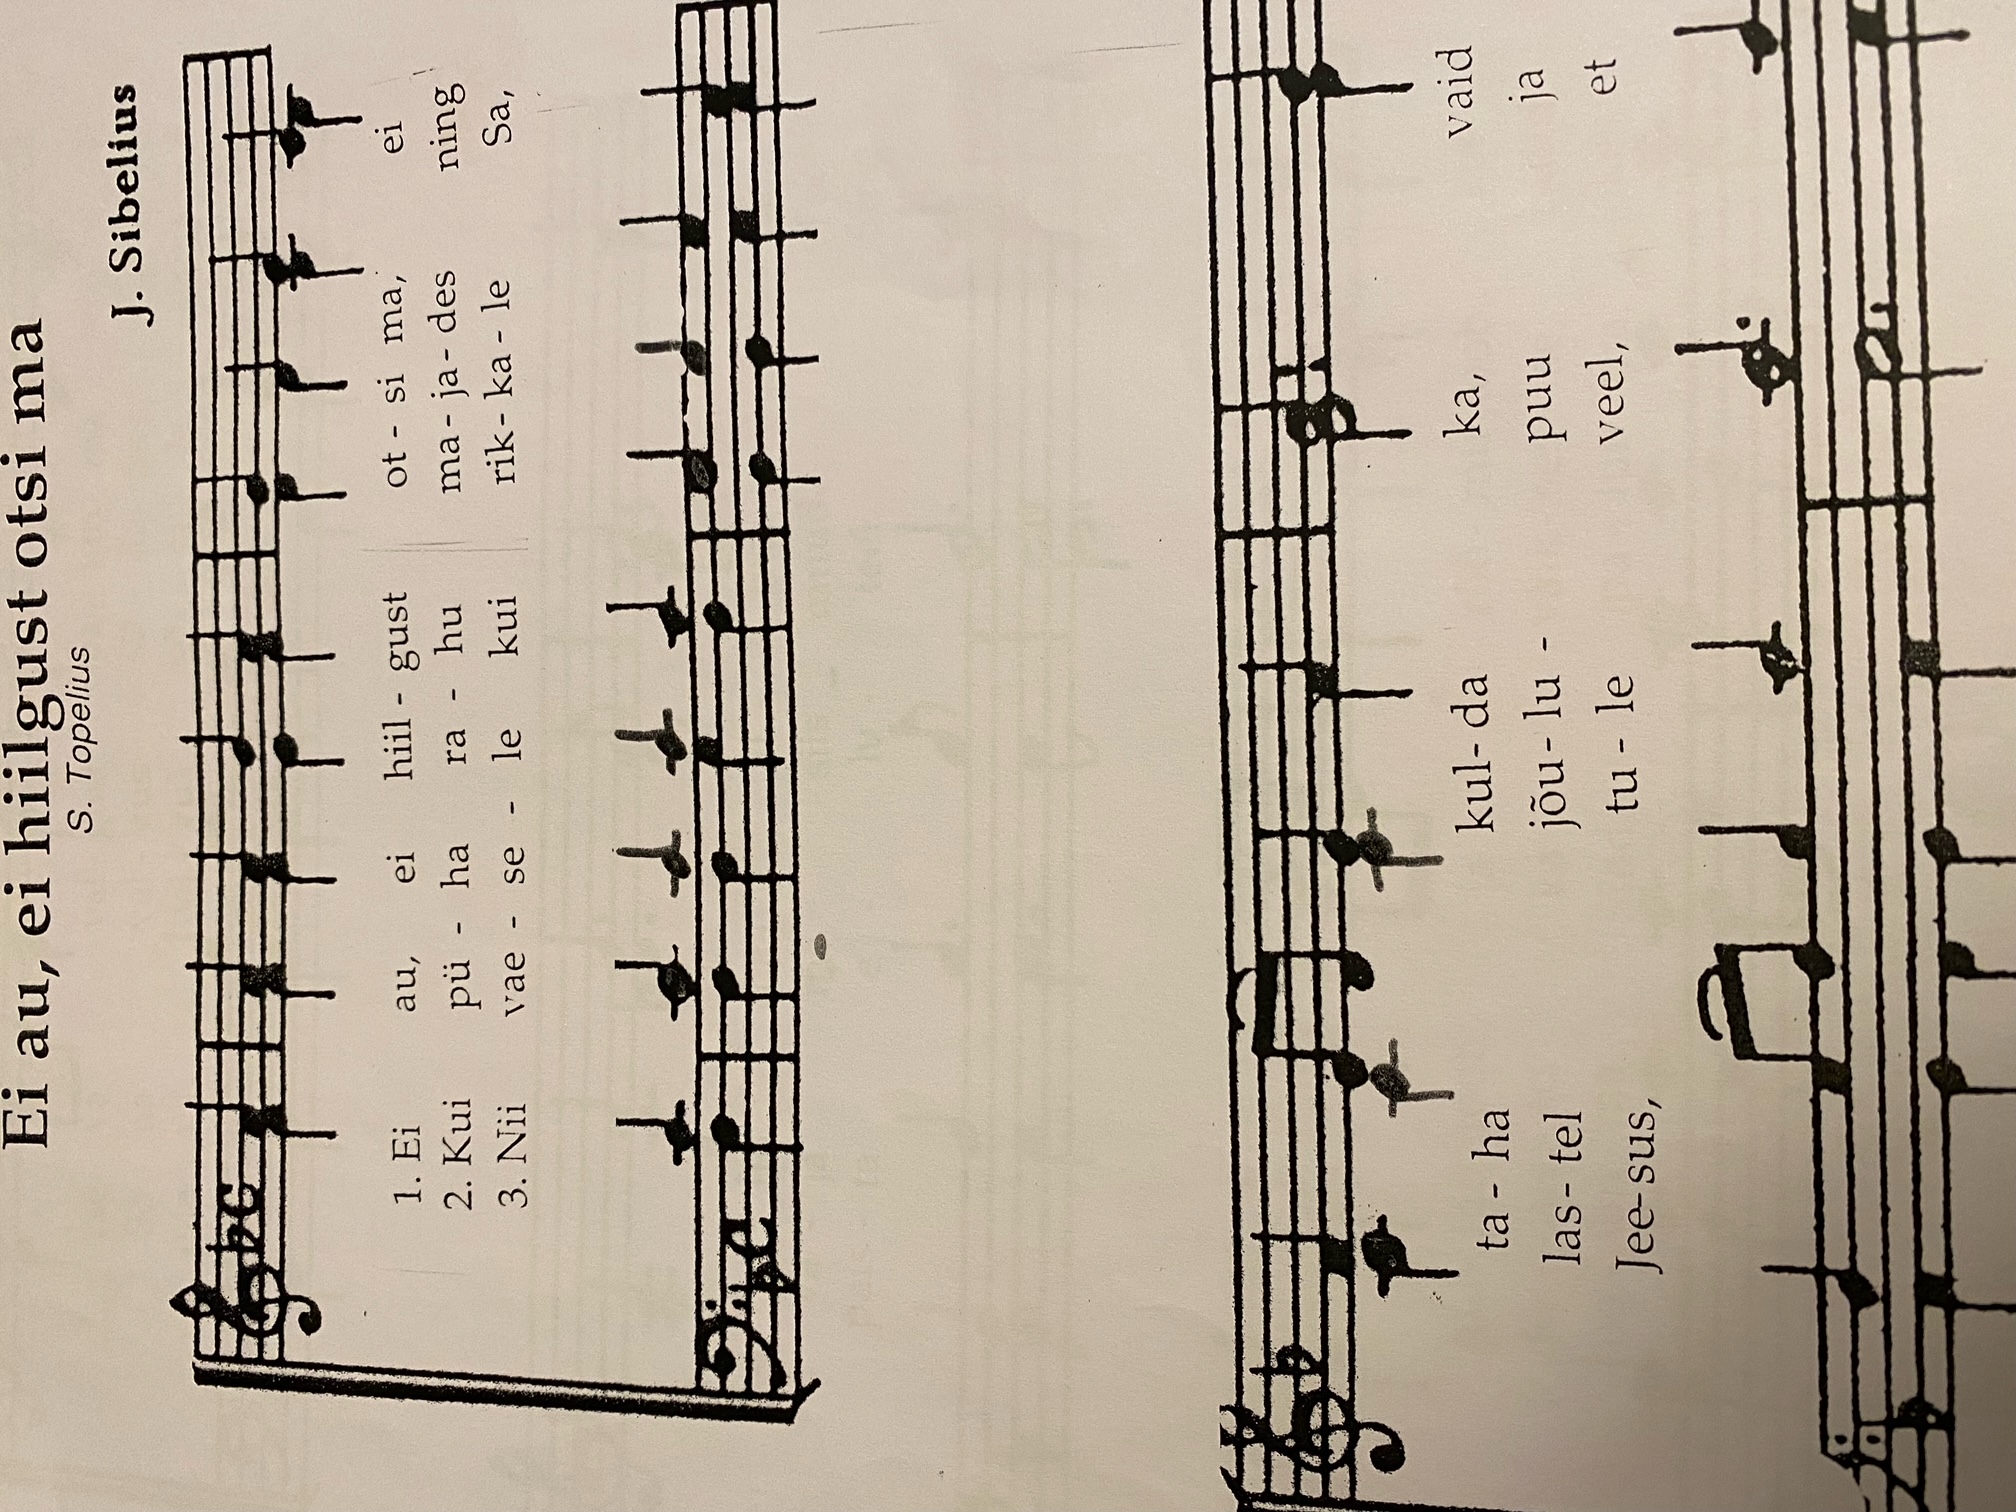 Ei au, ei hiilgust otsi ma
S. Topelius
J. Sibelius
1. Ei au, ei hiil - gust ot - si ma, ei
2. Kui pü - ha ra - hu ma - ja - des ning
3. Nii vae - se - le kui rik - ka - le Sa,
ta - ha kul - da ka, vaid
las - tel jõu - lu - puu ja
Jee - sus, tu - le veel, et